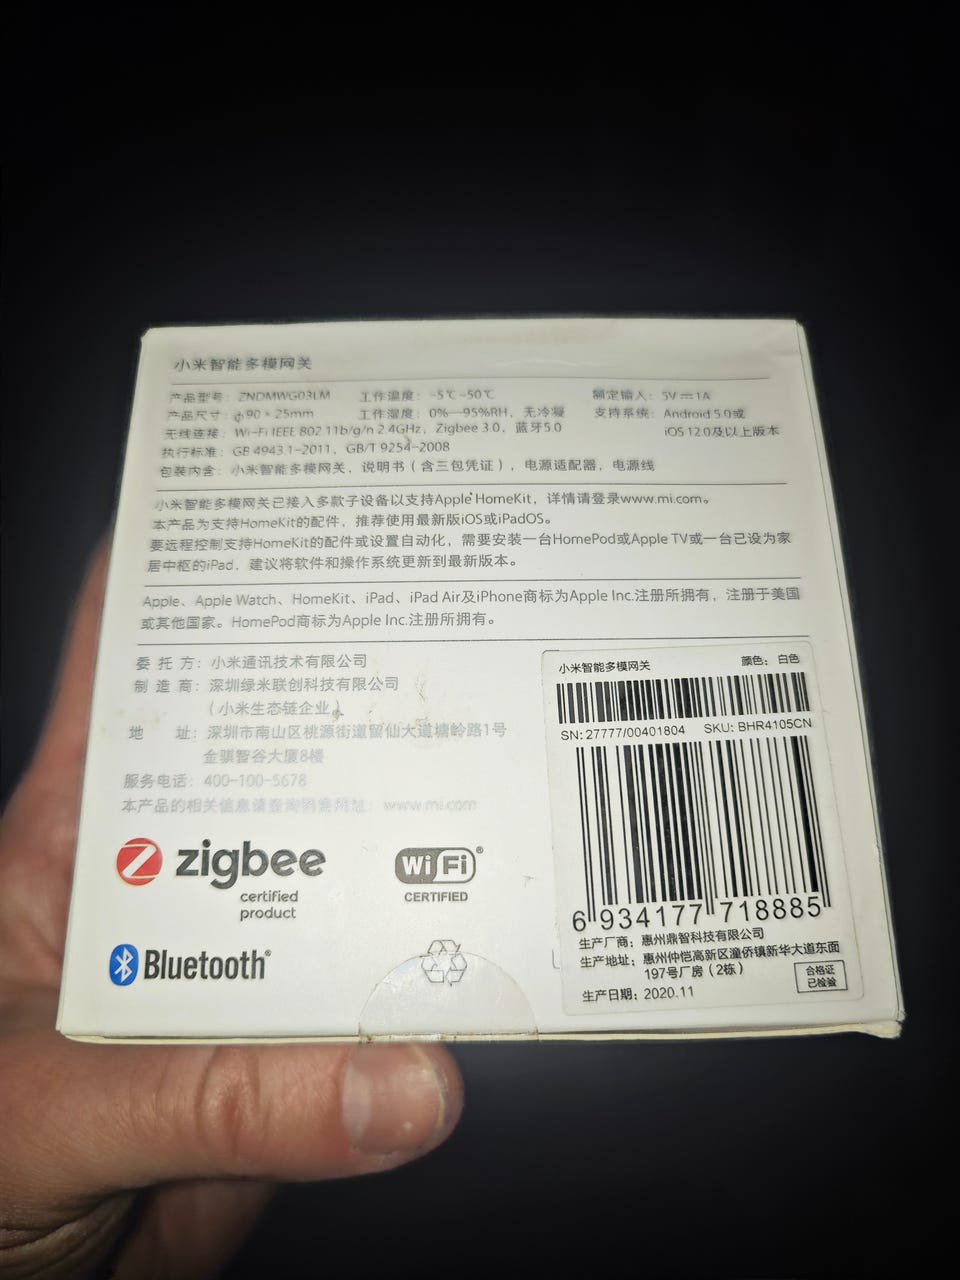 小米智能多模网关
产品型号：ZNDMWG03LM 工作温度：-5℃~50℃ 额定输入：5V⎓1A
产品尺寸：ф90×25mm 工作湿度：0%—95%RH，无冷凝 支持系统：Android 5.0或
无线连接：Wi-Fi IEEE 802.11b/g/n 2.4GHz，Zigbee 3.0，蓝牙5.0 iOS 12.0及以上版本
执行标准：GB 4943.1-2011，GB/T 9254-2008
包装内含：小米智能多模网关，说明书（含三包凭证），电源适配器，电源线
小米智能多模网关已接入多款子设备以支持Apple HomeKit，详情请登录www.mi.com。
本产品为支持HomeKit的配件，推荐使用最新版iOS或iPadOS。
要远程控制支持HomeKit的配件或设置自动化，需要安装一台HomePod或Apple TV或一台已设为家
居中枢的iPad，建议将软件和操作系统更新到最新版本。
Apple、Apple Watch、HomeKit、iPad、iPad Air及iPhone商标为Apple Inc.注册所拥有，注册于美国
或其他国家。HomePod商标为Apple Inc.注册所拥有。
委托方：小米通讯技术有限公司
制造商：深圳绿米联创科技有限公司
（小米生态链企业）
地址：深圳市南山区桃源街道留仙大道塘岭路1号
金骐智谷大厦8楼
服务电话：400-100-5678
本产品的相关信息请查询销售网址：www.mi.com
zigbee
certified
product
Wi Fi®
CERTIFIED
Bluetooth®
小米智能多模网关 颜色：白色
SN: 27777/00401804 SKU: BHR4105CN
6 934177 718885
生产厂商：惠州鼎智科技有限公司
生产地址：惠州仲恺高新区潼侨镇新华大道东面
197号厂房（2栋）
生产日期：2020.11
合格证
已检验